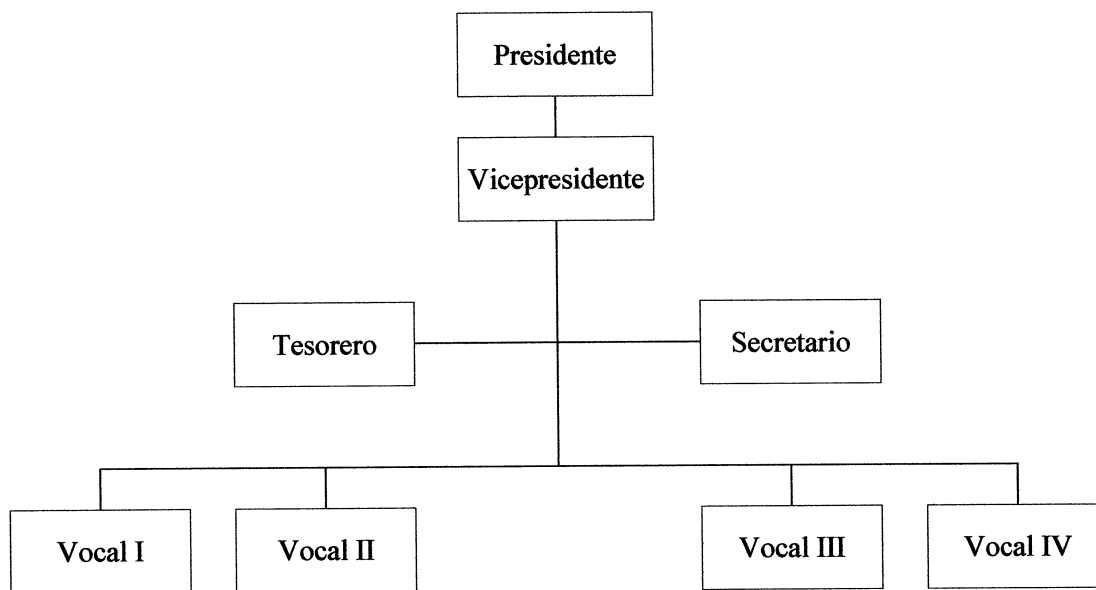 Presidente
Vicepresidente
Tesorero
Secretario
Vocal I
Vocal II
Vocal III
Vocal IV